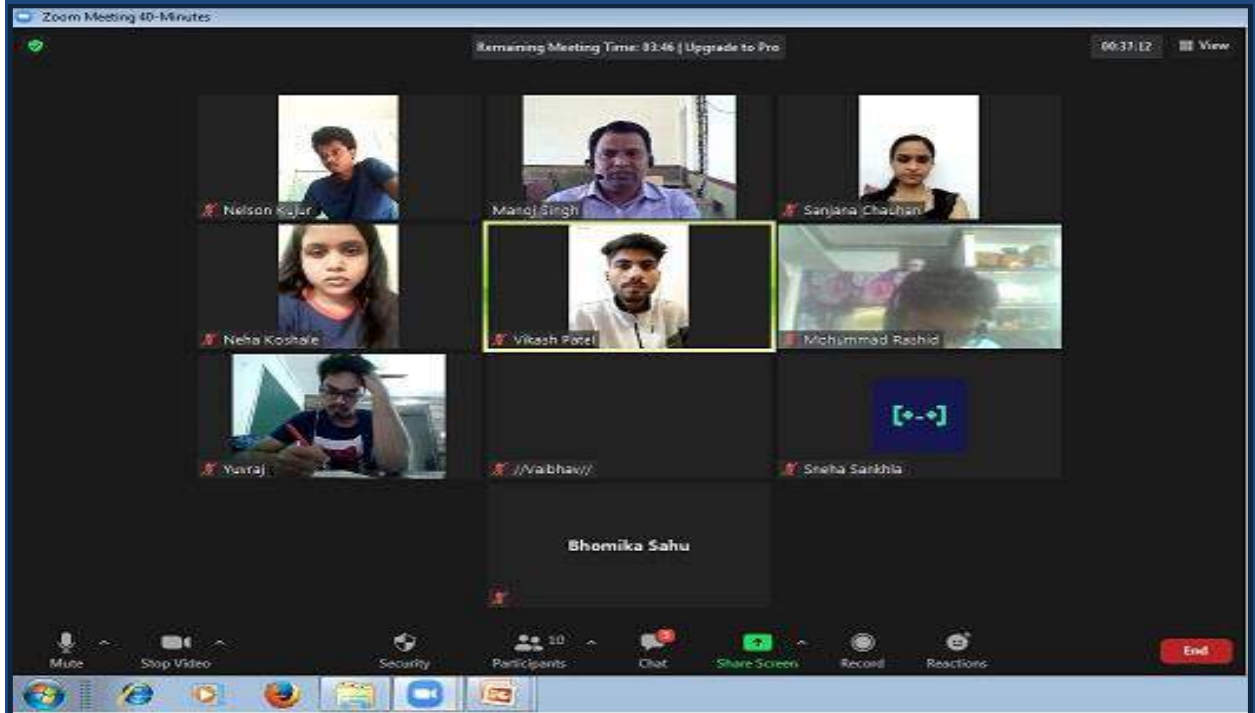 Zoom Meeting 40-Minutes
Remaining Meeting Time: 03:46 | Upgrade to Pro
00:37:12
View
Nelson Kujur
Manoj Singh
Sanjana Chauhan
Neha Koshale
Vikash Patel
Mohummad Rashid
Yuvraj
//Vaibhav//
Sneha Sankhla
[•-•]
Bhomika Sahu
Mute
Stop Video
Security
Participants
10
Chat
3
Share Screen
Record
Reactions
End